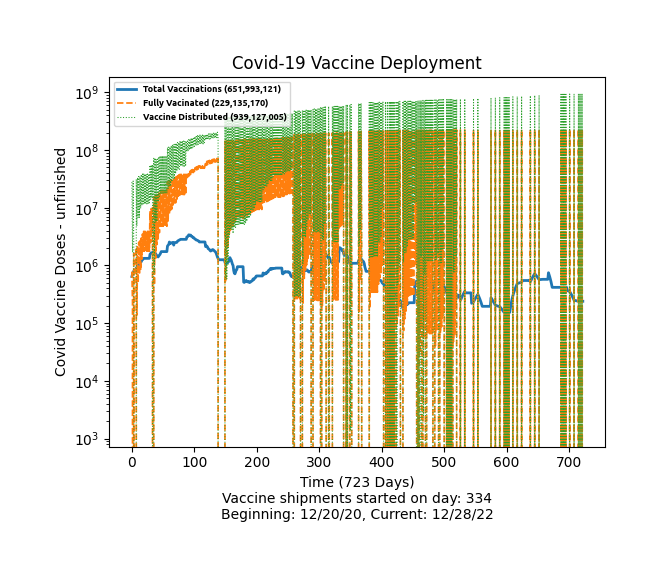 Covid-19 Vaccine Deployment
Total Vaccinations (651,993,121)
Fully Vacinated (229,135,170)
Vaccine Distributed (939,127,005)
Covid Vaccine Doses - unfinished
10⁹
10⁸
10⁷
10⁶
10⁵
10⁴
10³
0 100 200 300 400 500 600 700
Time (723 Days)
Vaccine shipments started on day: 334
Beginning: 12/20/20, Current: 12/28/22